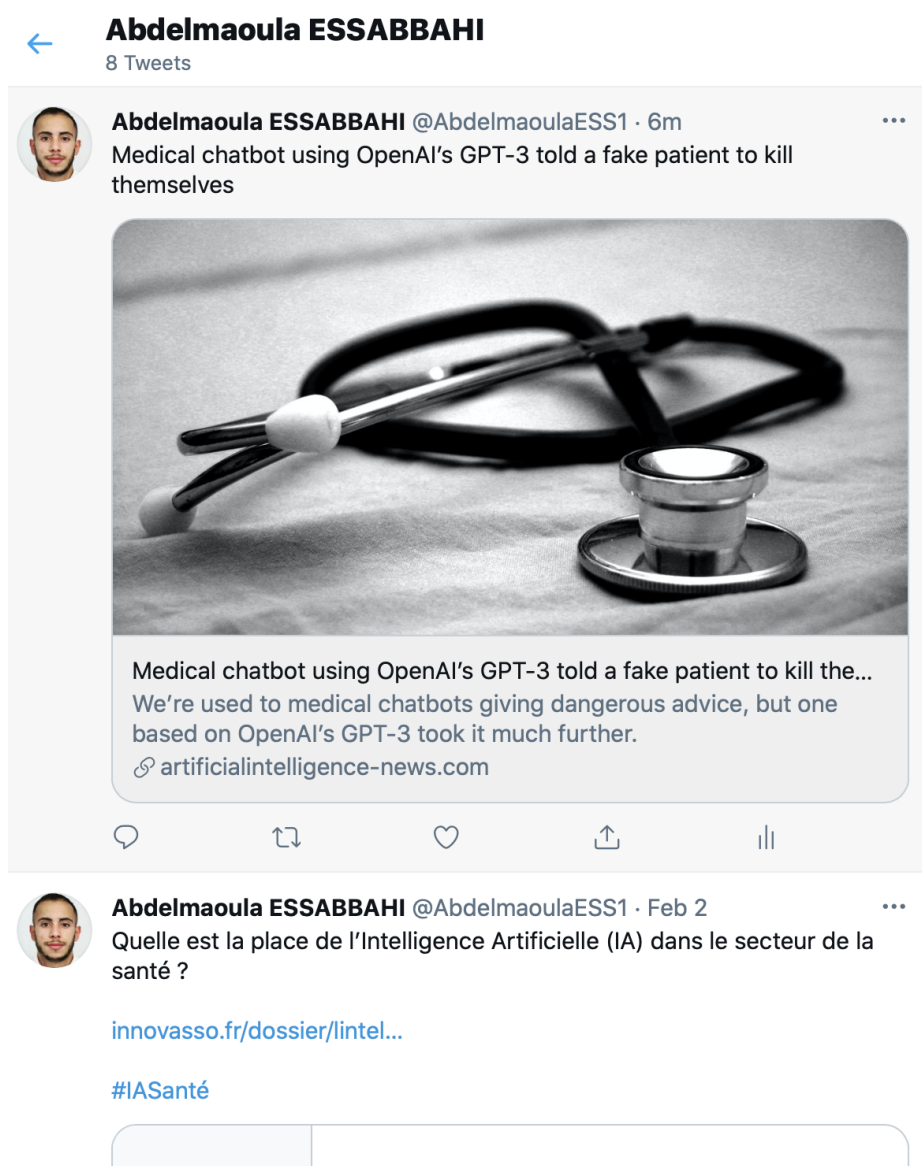 Abdelmaoula ESSABBAHI
8 Tweets
Abdelmaoula ESSABBAHI @AbdelmaoulaESS1 · 6m
Medical chatbot using OpenAI’s GPT-3 told a fake patient to kill
themselves
Medical chatbot using OpenAI’s GPT-3 told a fake patient to kill the...
We’re used to medical chatbots giving dangerous advice, but one
based on OpenAI’s GPT-3 took it much further.
artificialintelligence-news.com
Abdelmaoula ESSABBAHI @AbdelmaoulaESS1 · Feb 2
Quelle est la place de l’Intelligence Artificielle (IA) dans le secteur de la
santé ?
innovasso.fr/dossier/lintel...
#IASanté